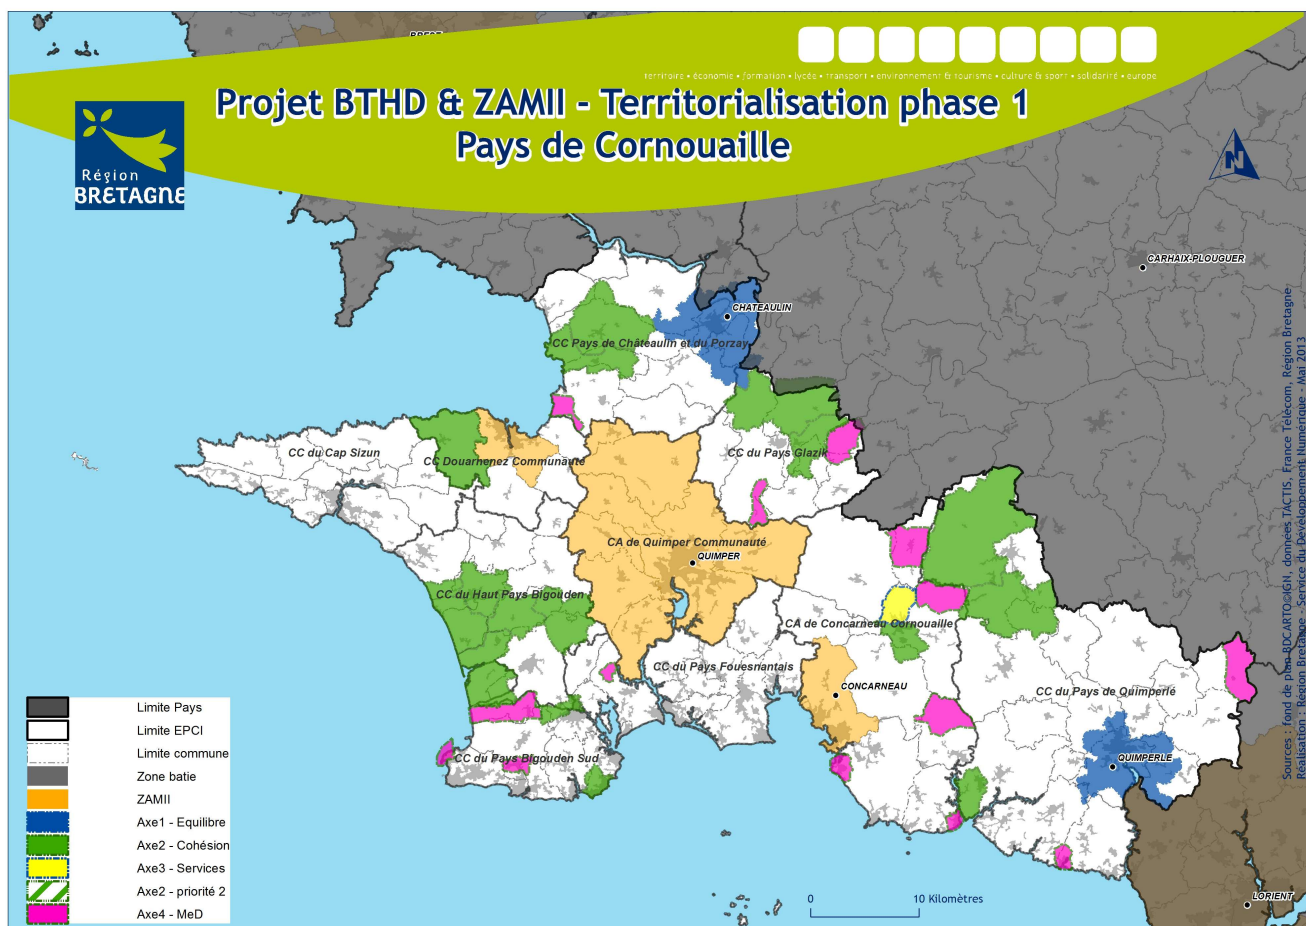 BREST
territoire • économie • formation • lycée • transport • environnement & tourisme • culture & sport • solidarité • europe
Projet BTHD & ZAMII - Territorialisation phase 1
Pays de Cornouaille
Région
BRETAGNE
N
CARHAIX-PLOUGUER
CHATEAULIN
CC Pays de Châteaulin et du Porzay
CC du Cap Sizun
CC Douarnenez Communauté
CC du Pays Glazik
CA de Quimper Communauté
QUIMPER
CC du Haut Pays Bigouden
CA de Concarneau Cornouaille
CC du Pays Fouesnantais
CONCARNEAU
CC du Pays de Quimperlé
CC du Pays Bigouden Sud
QUIMPERLE
LORIENT
Limite Pays
Limite EPCI
Limite commune
Zone batie
ZAMII
Axe1 - Equilibre
Axe2 - Cohésion
Axe3 - Services
Axe2 - priorité 2
Axe4 - MeD
0 10 Kilomètres
Sources : fond de plan BDCARTO©IGN, données TACTIS, France Télécom, Région Bretagne
Réalisation : Région Bretagne - Service du Développement Numérique - Mai 2013